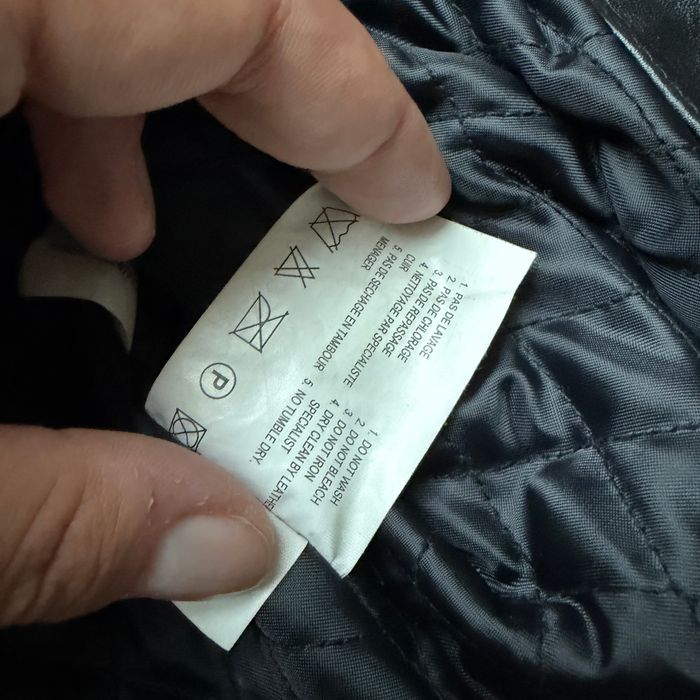 P
1. PAS DE LAVAGE
2. PAS DE CHLORAGE
3. PAS DE REPASSAGE
4. NETTOYAGE PAR SPECIALISTE
CUIR
5. PAS DE SECHAGE EN TAMBOUR
MENAGER
1. DO NOT WASH
2. DO NOT BLEACH
3. DO NOT IRON
4. DRY CLEAN BY LEATHER
SPECIALIST
5. NO TUMBLE DRY.